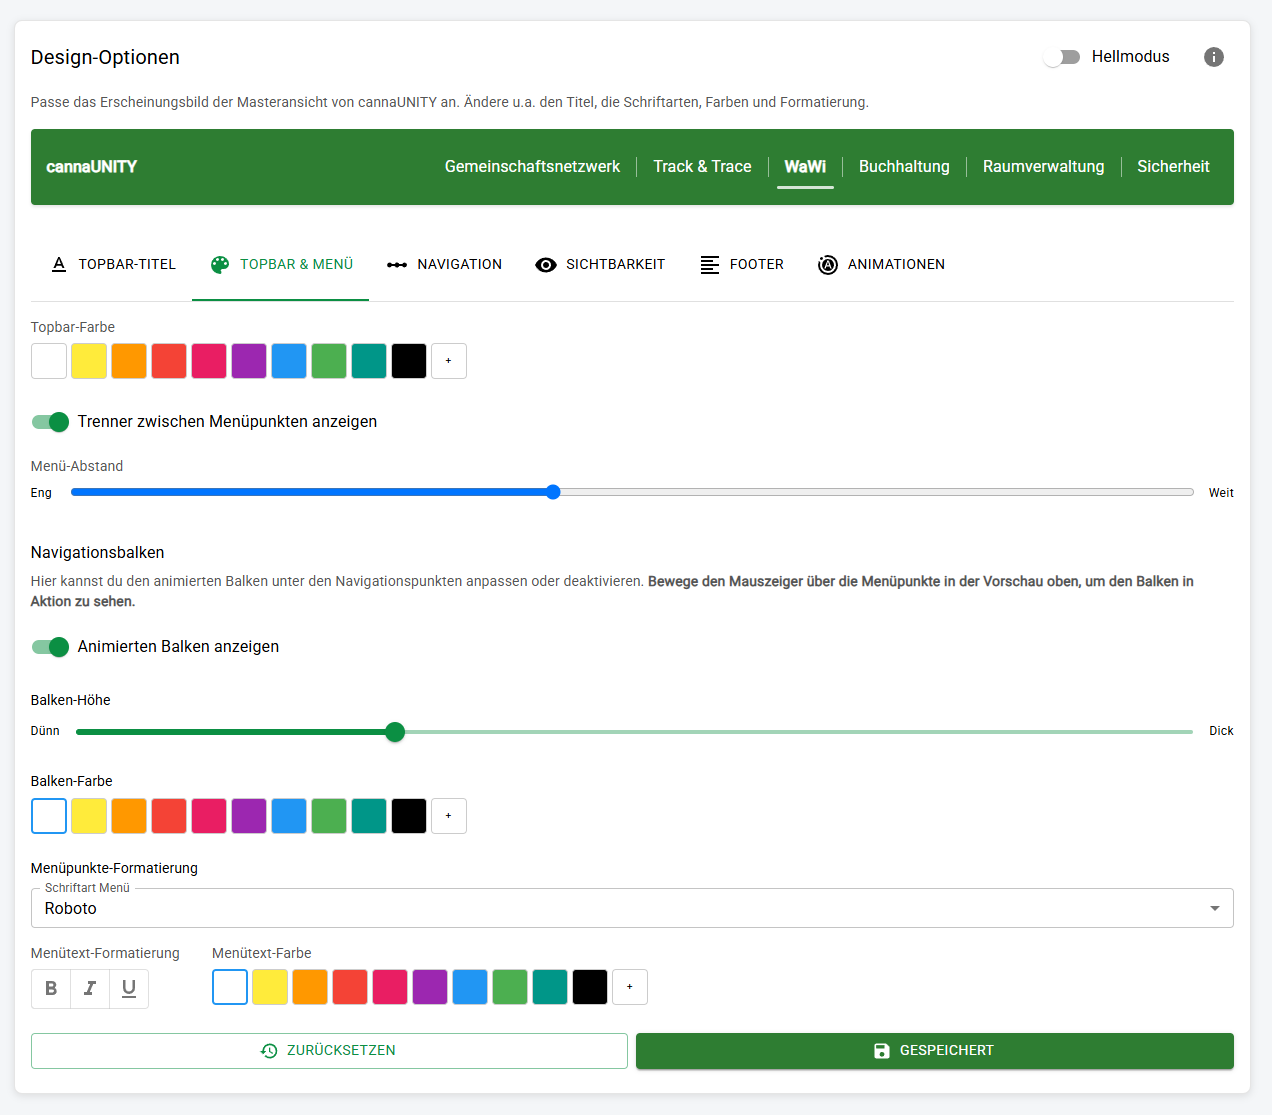 Design-Optionen
Hellmodus
Passe das Erscheinungsbild der Masteransicht von cannaUNITY an. Ändere u.a. den Titel, die Schriftarten, Farben und Formatierung.
cannaUNITY Gemeinschaftsnetzwerk Track & Trace WaWi Buchhaltung Raumverwaltung Sicherheit
TOPBAR-TITEL TOPBAR & MENÜ NAVIGATION SICHTBARKEIT FOOTER ANIMATIONEN
Topbar-Farbe
+
Trenner zwischen Menüpunkten anzeigen
Menü-Abstand
Eng Weit
Navigationsbalken
Hier kannst du den animierten Balken unter den Navigationspunkten anpassen oder deaktivieren. Bewege den Mauszeiger über die Menüpunkte in der Vorschau oben, um den Balken in
Aktion zu sehen.
Animierten Balken anzeigen
Balken-Höhe
Dünn Dick
Balken-Farbe
+
Menüpunkte-Formatierung
Schriftart Menü
Roboto
Menütext-Formatierung Menütext-Farbe
B I U +
ZURÜCKSETZEN GESPEICHERT